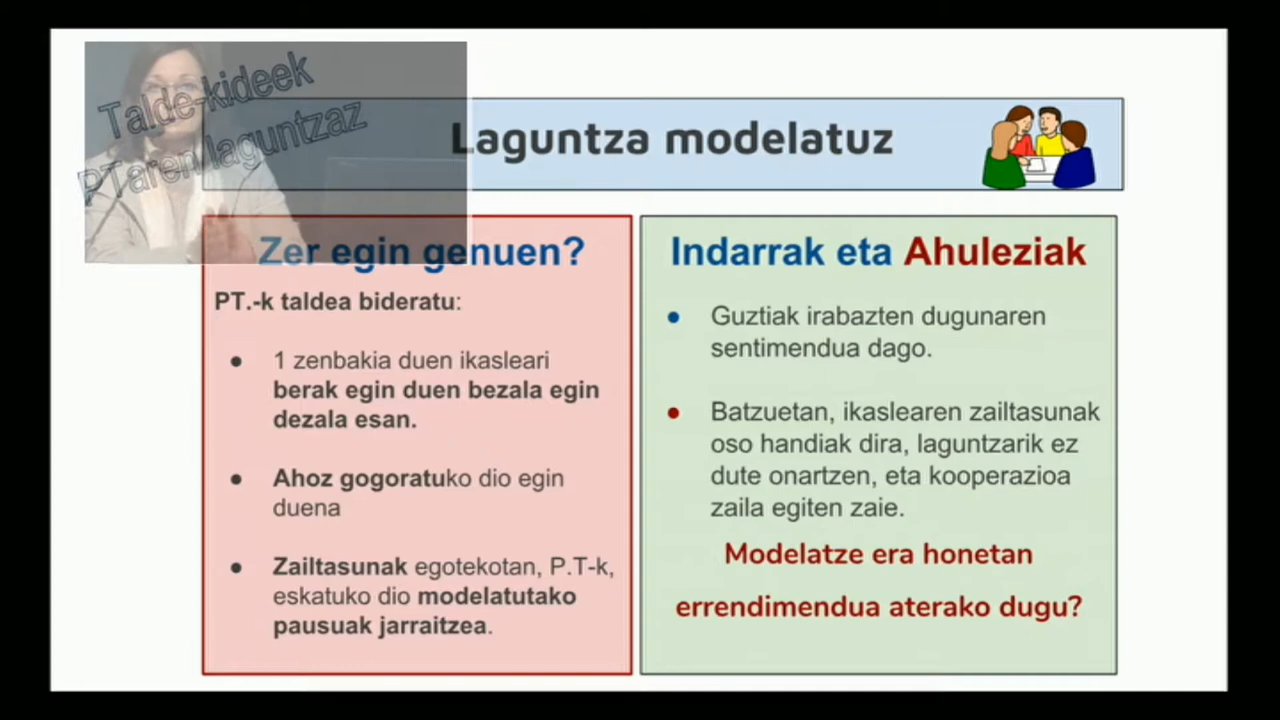 Talde-kideek
PTaren laguntzaz
Laguntza modelatuz
Zer egin genuen?
PT.-k taldea bideratu:
● 1 zenbakia duen ikasleari
berak egin duen bezala egin
dezala esan.
● Ahoz gogoratuko dio egin
duena
● Zailtasunak egotekotan, P.T-k,
eskatuko dio modelatutako
pausuak jarraitzea.
Indarrak eta Ahuleziak
● Guztiak irabazten dugunaren
sentimendua dago.
● Batzuetan, ikaslearen zailtasunak
oso handiak dira, laguntzarik ez
dute onartzen, eta kooperazioa
zaila egiten zaie.
Modelatze era honetan
errendimendua aterako dugu?